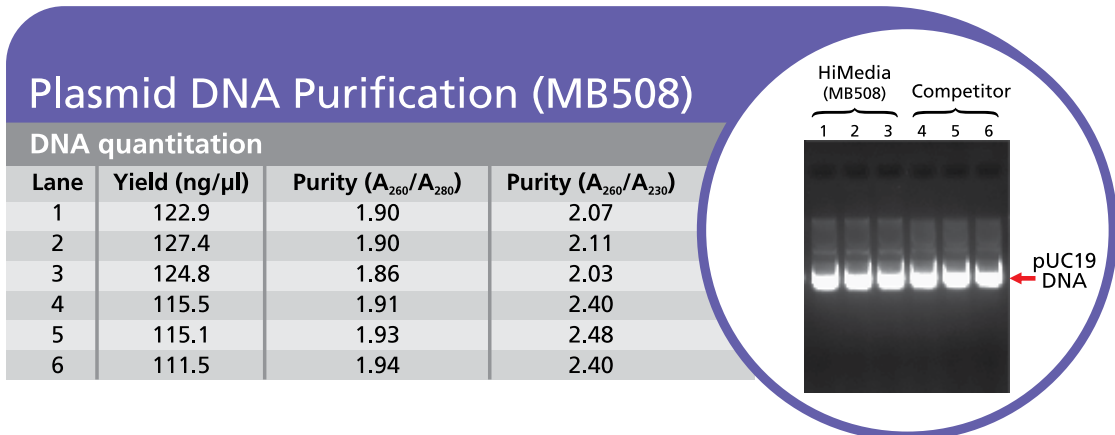 Plasmid DNA Purification (MB508)
DNA quantitation
Lane Yield (ng/µl) Purity (A₂₆₀/A₂₈₀) Purity (A₂₆₀/A₂₃₀)
1 122.9 1.90 2.07
2 127.4 1.90 2.11
3 124.8 1.86 2.03
4 115.5 1.91 2.40
5 115.1 1.93 2.48
6 111.5 1.94 2.40
HiMedia
(MB508) Competitor
1 2 3 4 5 6
pUC19
DNA